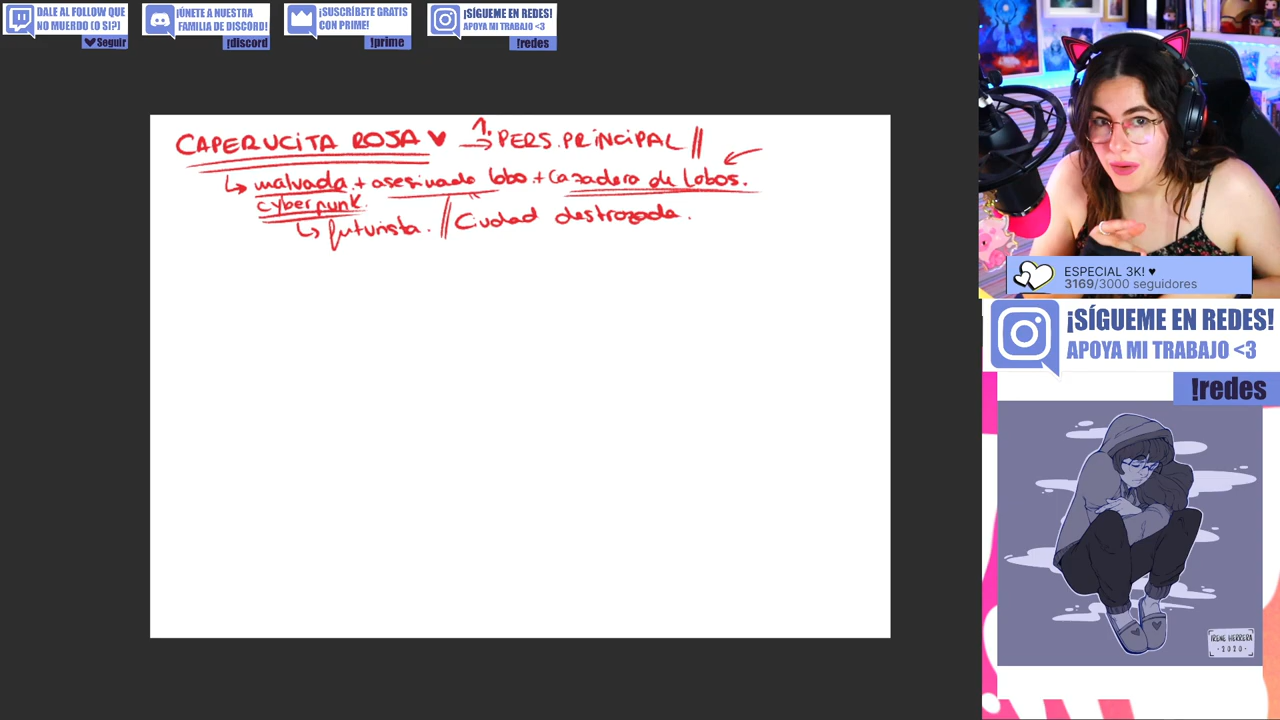 DALE AL FOLLOW QUE
NO MUERDO (O SI?)
Seguir
¡ÚNETE A NUESTRA
FAMILIA DE DISCORD!
!discord
¡SUSCRÍBETE GRATIS
CON PRIME!
!prime
¡SÍGUEME EN REDES!
APOYA MI TRABAJO <3
!redes
CAPERUCITA ROJA ♥ 1. → PERS. PRINCIPAL //
↳ malvada + asesinado lobo + Cazadora de lobos.
cyberpunk.
↳ futurista. // Ciudad destrozada.
ESPECIAL 3K! ♥
3169/3000 seguidores
¡SÍGUEME EN REDES!
APOYA MI TRABAJO <3
!redes
IRENE HERRERA
·2020·